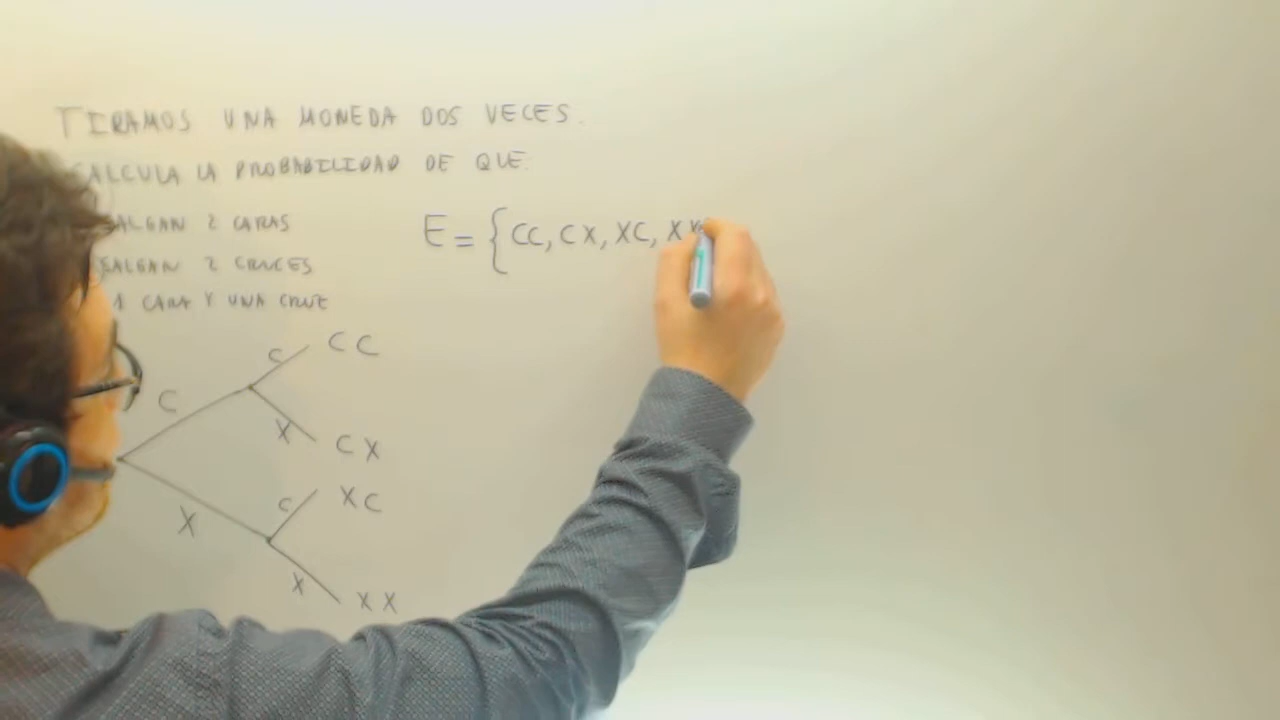 TIRAMOS UNA MONEDA DOS VECES.
CALCULA LA PROBABILIDAD DE QUE
SALGAN 2 CARAS
SALGAN 2 CRUCES
1 CARA Y UNA CRUZ
E = { CC, CX, XC, XX
C
C
CC
X
CX
X
C
XC
X
XX